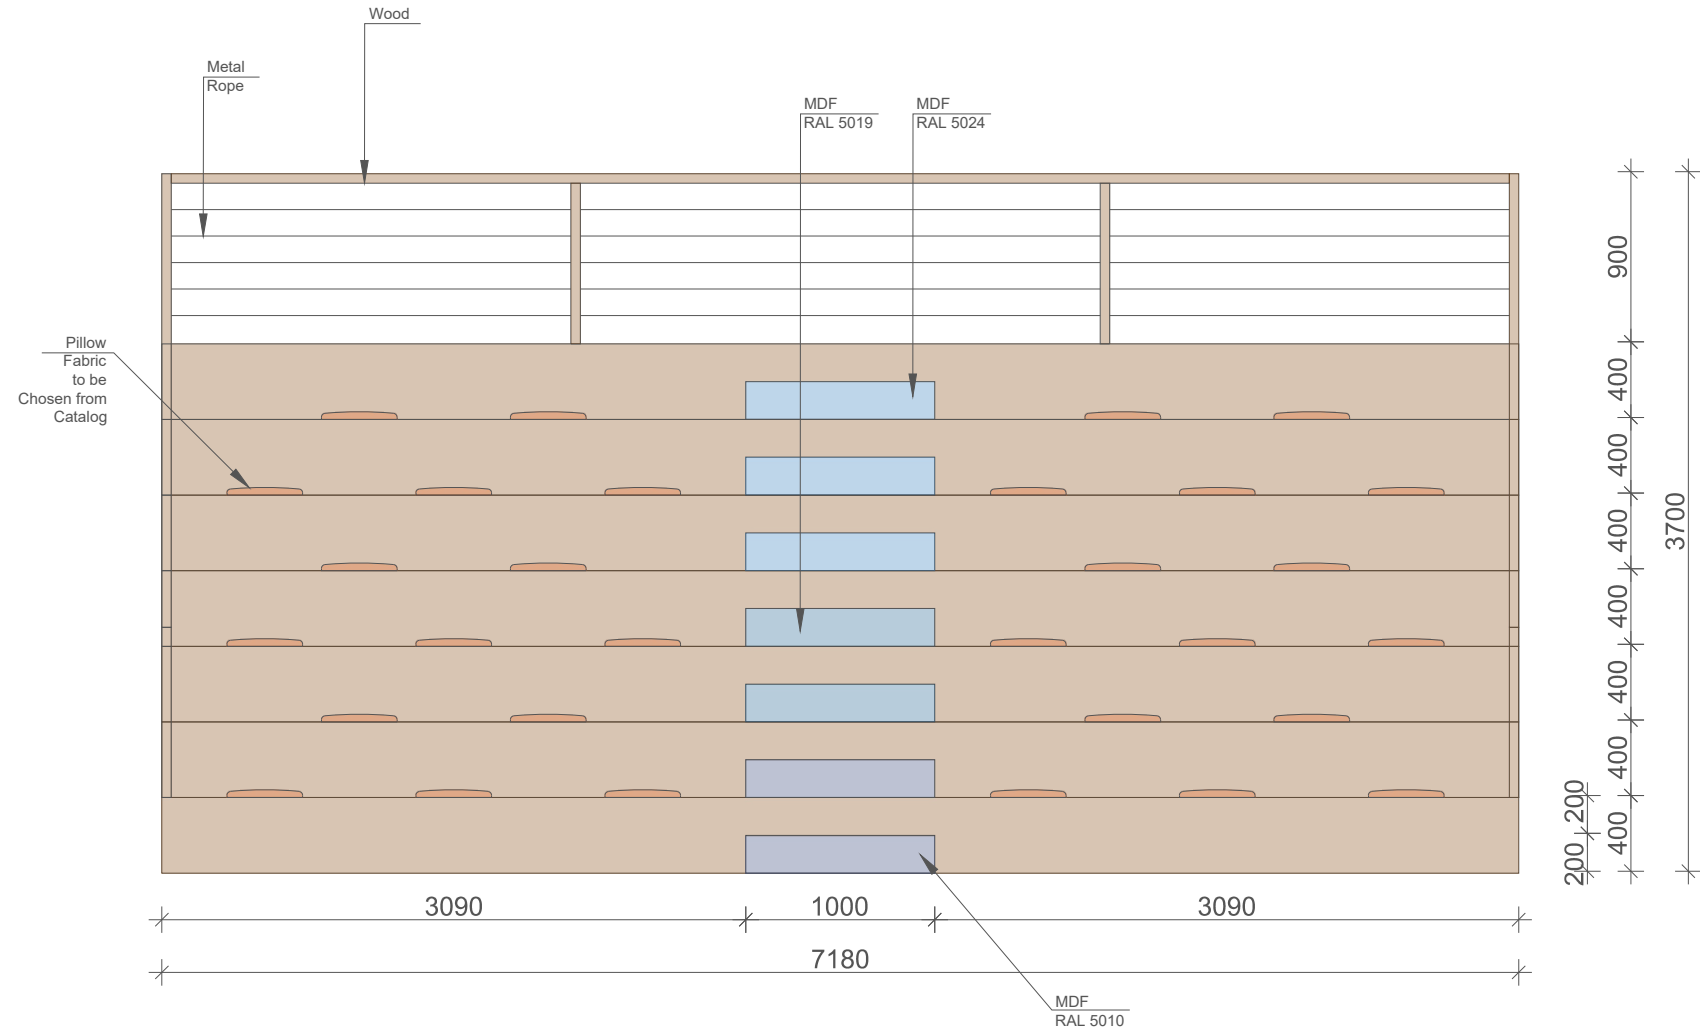 Wood
Metal
Rope
MDF
RAL 5019
MDF
RAL 5024
Pillow
Fabric
to be
Chosen from
Catalog
900
400
400
400
400
400
400
400
200
200
3700
3090
1000
3090
7180
MDF
RAL 5010